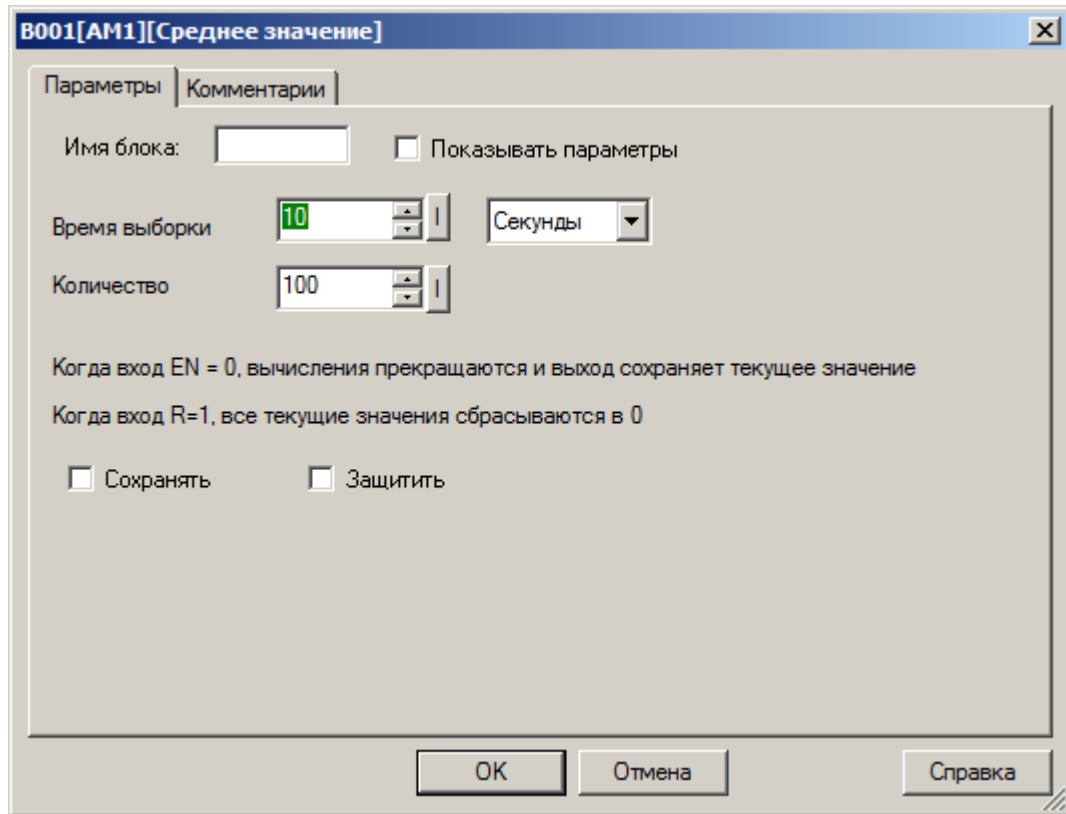 B001[AM1][Среднее значение]
Параметры Комментарии
Имя блока: Показывать параметры
Время выборки 10 I Секунды
Количество 100 I
Когда вход EN = 0, вычисления прекращаются и выход сохраняет текущее значение
Когда вход R=1, все текущие значения сбрасываются в 0
Сохранять Защитить
OK Отмена Справка